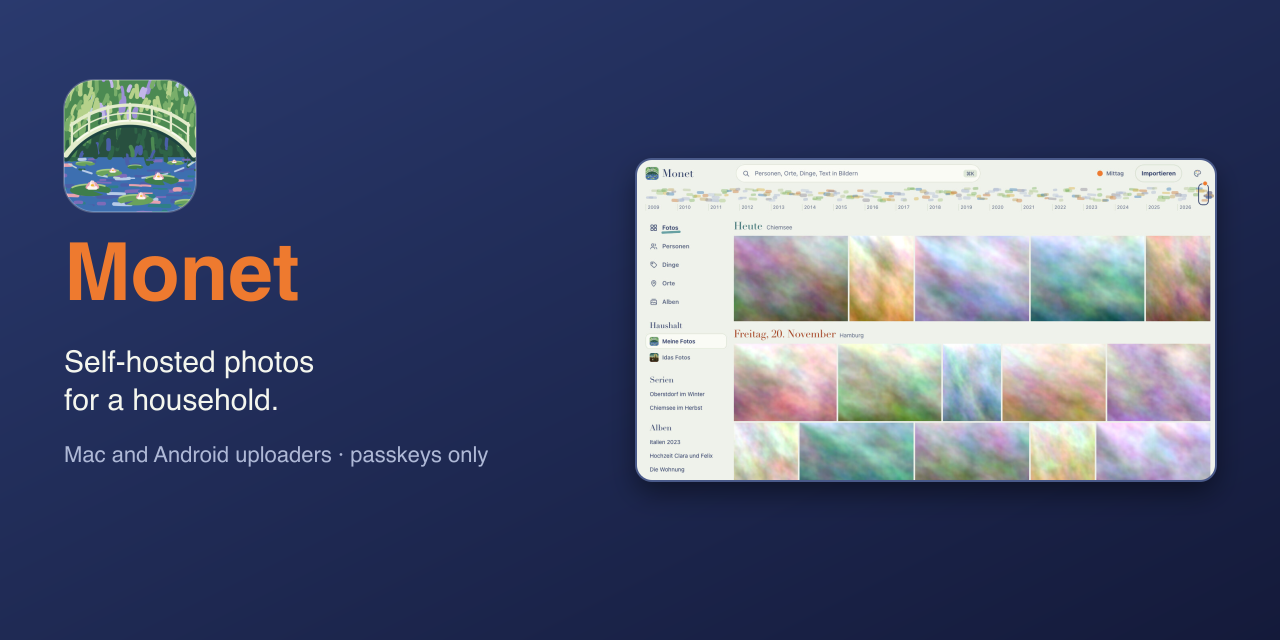 Monet
Self-hosted photos
for a household.
Mac and Android uploaders · passkeys only
Monet
Personen, Orte, Dinge, Text in Bildern
⌘K
Mittag
Importieren
2009 2010 2011 2012 2013 2014 2015 2016 2017 2018 2019 2020 2021 2022 2023 2024 2025 2026
Fotos
Personen
Dinge
Orte
Alben
Haushalt
Meine Fotos
Idas Fotos
Serien
Oberstdorf im Winter
Chiemsee im Herbst
Alben
Italien 2023
Hochzeit Clara und Felix
Die Wohnung
Heute Chiemsee
Freitag, 20. November Hamburg